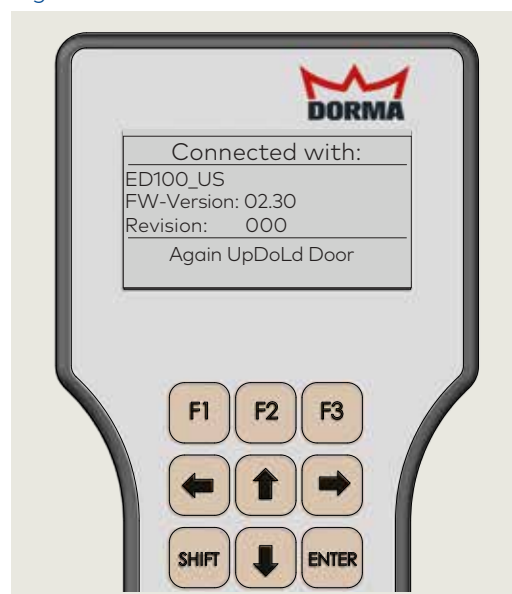 DORMA
Connected with:
ED100_US
FW-Version: 02.30
Revision: 000
Again UpDoLd Door
F1 F2 F3
SHIFT ENTER